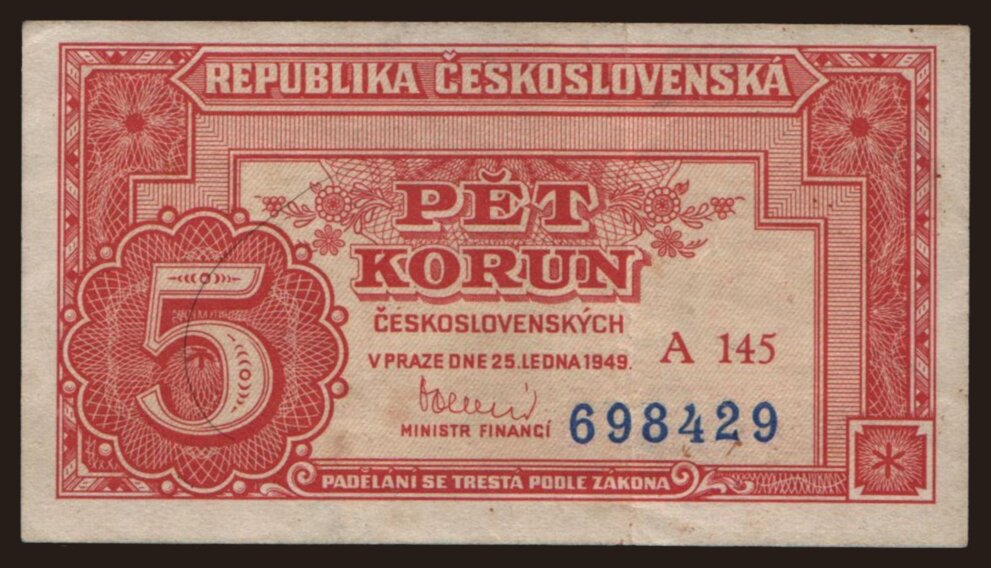 REPUBLIKA ČESKOSLOVENSKÁ
PĚT
KORUN
5
ČESKOSLOVENSKÝCH
V PRAZE DNE 25. LEDNA 1949.
A 145
MINISTR FINANCÍ
698429
PADĚLÁNÍ SE TRESTÁ PODLE ZÁKONA